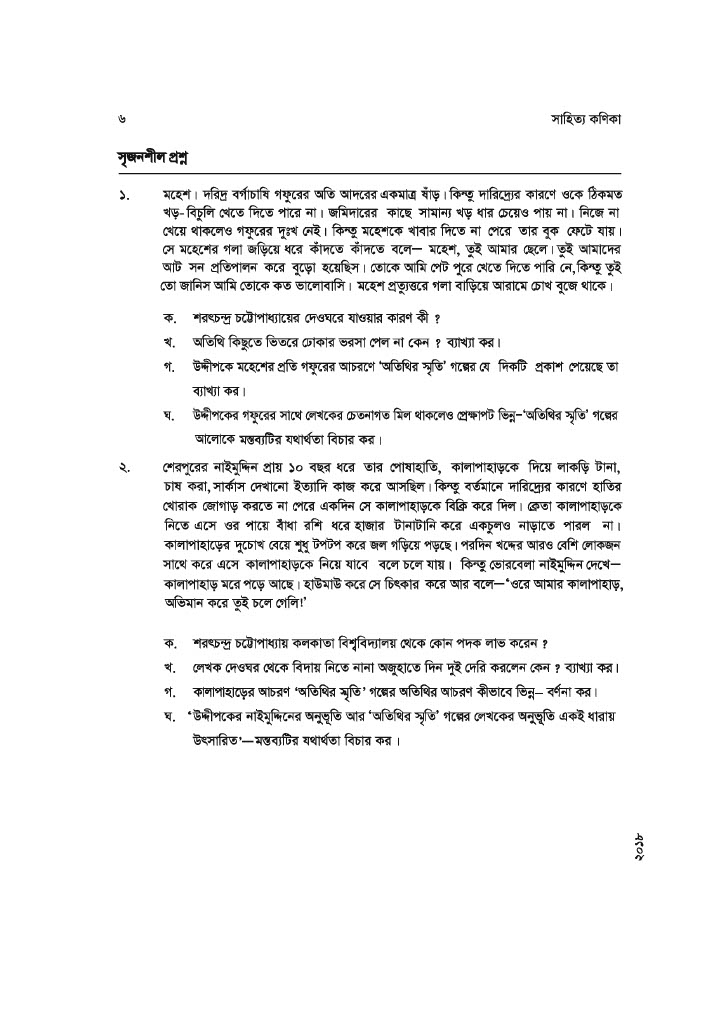 ৬ সাহিত্য কণিকা
সৃজনশীল প্রশ্ন
১. মহেশ। দরিদ্র বর্গাচাষি গফুরের অতি আদরের একমাত্র ষাঁড়। কিন্তু দারিদ্র্যের কারণে ওকে ঠিকমত
খড়- বিচুলি খেতে দিতে পারে না। জমিদারের কাছে সামান্য খড় ধার চেয়েও পায় না। নিজে না
খেয়ে থাকলেও গফুরের দুঃখ নেই। কিন্তু মহেশকে খাবার দিতে না পেরে তার বুক ফেটে যায়।
সে মহেশের গলা জড়িয়ে ধরে কাঁদতে কাঁদতে বলে— মহেশ, তুই আমার ছেলে। তুই আমাদের
আট সন প্রতিপালন করে বুড়ো হয়েছিস। তোকে আমি পেট পুরে খেতে দিতে পারি নে,কিন্তু তুই
তো জানিস আমি তোকে কত ভালোবাসি। মহেশ প্রত্যুত্তরে গলা বাড়িয়ে আরামে চোখ বুজে থাকে।
ক. শরৎচন্দ্র চট্টোপাধ্যায়ের দেওঘরে যাওয়ার কারণ কী ?
খ. অতিথি কিছুতে ভিতরে ঢোকার ভরসা পেল না কেন ? ব্যাখ্যা কর।
গ. উদ্দীপকে মহেশের প্রতি গফুরের আচরণে ‘অতিথির স্মৃতি’ গল্পের যে দিকটি প্রকাশ পেয়েছে তা
ব্যাখ্যা কর।
ঘ. উদ্দীপকের গফুরের সাথে লেখকের চেতনাগত মিল থাকলেও প্রেক্ষাপট ভিন্ন–‘অতিথির স্মৃতি’ গল্পের
আলোকে মন্তব্যটির যথার্থতা বিচার কর।
২. শেরপুরের নাইমুদ্দিন প্রায় ১০ বছর ধরে তার পোষাহাতি, কালাপাহাড়কে দিয়ে লাকড়ি টানা,
চাষ করা, সার্কাস দেখানো ইত্যাদি কাজ করে আসছিল। কিন্তু বর্তমানে দারিদ্র্যের কারণে হাতির
খোরাক জোগাড় করতে না পেরে একদিন সে কালাপাহাড়কে বিক্রি করে দিল। ক্রেতা কালাপাহাড়কে
নিতে এসে ওর পায়ে বাঁধা রশি ধরে হাজার টানাটানি করে একচুলও নাড়াতে পারল না।
কালাপাহাড়ের দুচোখ বেয়ে শুধু টপটপ করে জল গড়িয়ে পড়ছে। পরদিন খদ্দের আরও বেশি লোকজন
সাথে করে এসে কালাপাহাড়কে নিয়ে যাবে বলে চলে যায়। কিন্তু ভোরবেলা নাইমুদ্দিন দেখে—
কালাপাহাড় মরে পড়ে আছে। হাউমাউ করে সে চিৎকার করে আর বলে—‘ওরে আমার কালাপাহাড়,
অভিমান করে তুই চলে গেলি!’
ক. শরৎচন্দ্র চট্টোপাধ্যায় কলকাতা বিশ্ববিদ্যালয় থেকে কোন পদক লাভ করেন ?
খ. লেখক দেওঘর থেকে বিদায় নিতে নানা অজুহাতে দিন দুই দেরি করলেন কেন ? ব্যাখ্যা কর।
গ. কালাপাহাড়ের আচরণ ‘অতিথির স্মৃতি’ গল্পের অতিথির আচরণ কীভাবে ভিন্ন– বর্ণনা কর।
ঘ. ‘উদ্দীপকের নাইমুদ্দিনের অনুভূতি আর ‘অতিথির স্মৃতি’ গল্পের লেখকের অনুভূতি একই ধারায়
উৎসারিত’—মন্তব্যটির যথার্থতা বিচার কর।
২০১৮